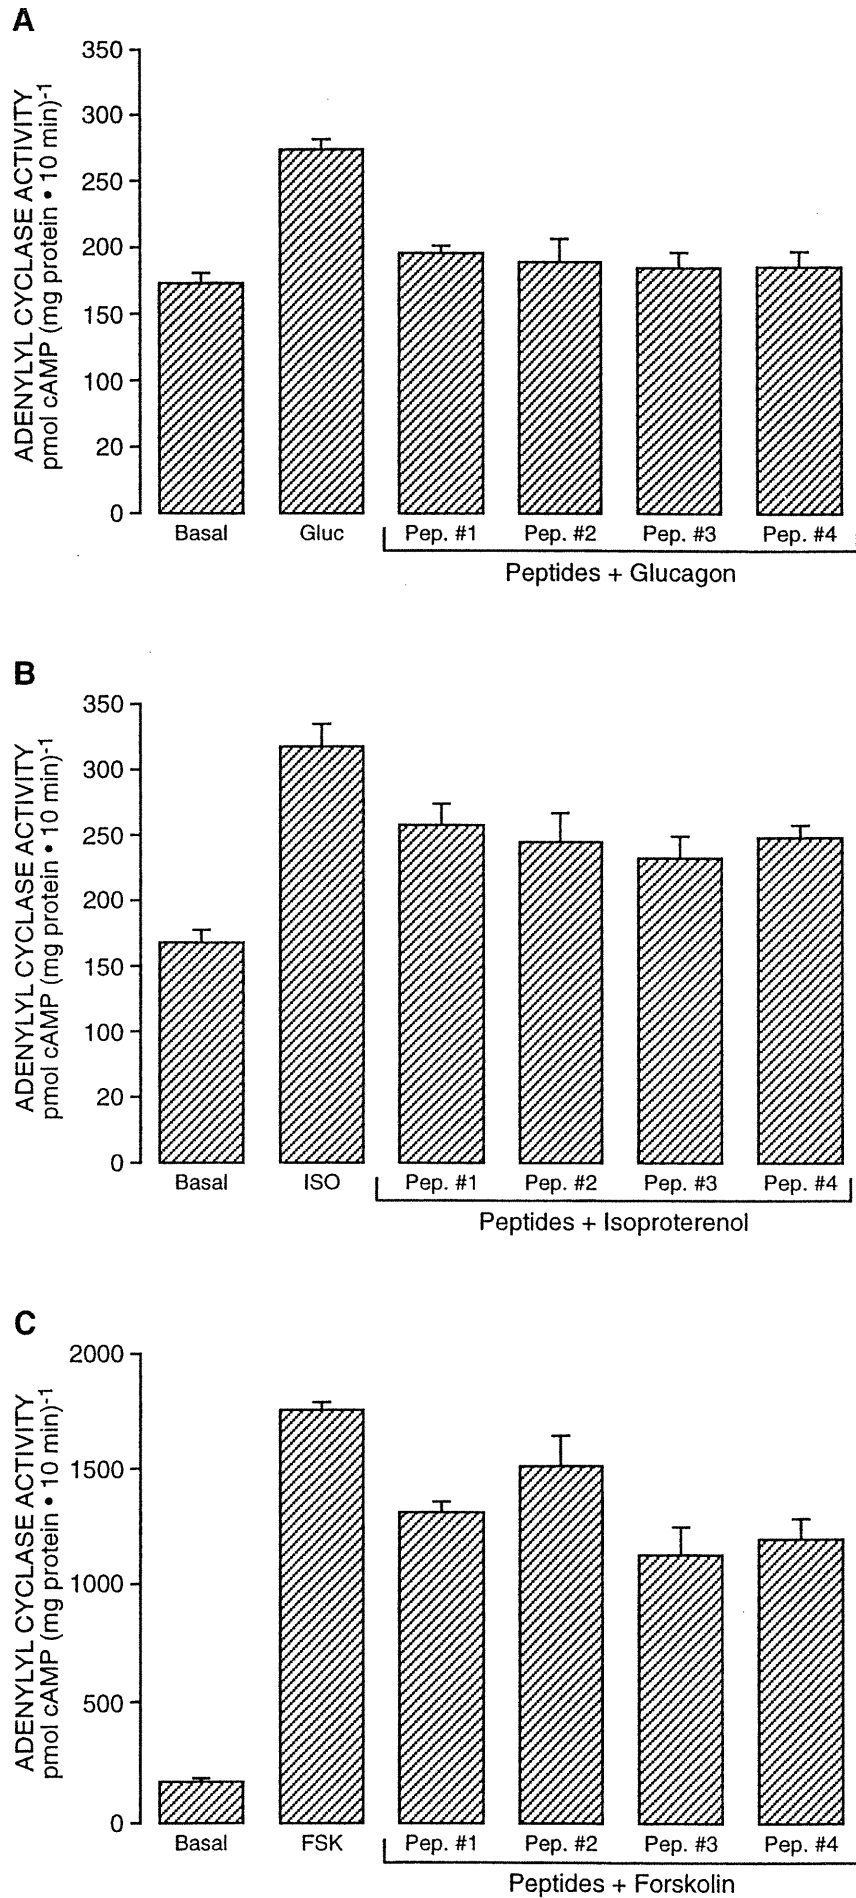 A
ADENYLYL CYCLASE ACTIVITY
pmol cAMP (mg protein • 10 min)-1
350
300
250
200
150
100
20
0
Basal Gluc Pep. #1 Pep. #2 Pep. #3 Pep. #4
Peptides + Glucagon
B
ADENYLYL CYCLASE ACTIVITY
pmol cAMP (mg protein • 10 min)-1
350
300
250
200
150
100
20
0
Basal ISO Pep. #1 Pep. #2 Pep. #3 Pep. #4
Peptides + Isoproterenol
C
ADENYLYL CYCLASE ACTIVITY
pmol cAMP (mg protein • 10 min)-1
2000
1500
1000
500
0
Basal FSK Pep. #1 Pep. #2 Pep. #3 Pep. #4
Peptides + Forskolin